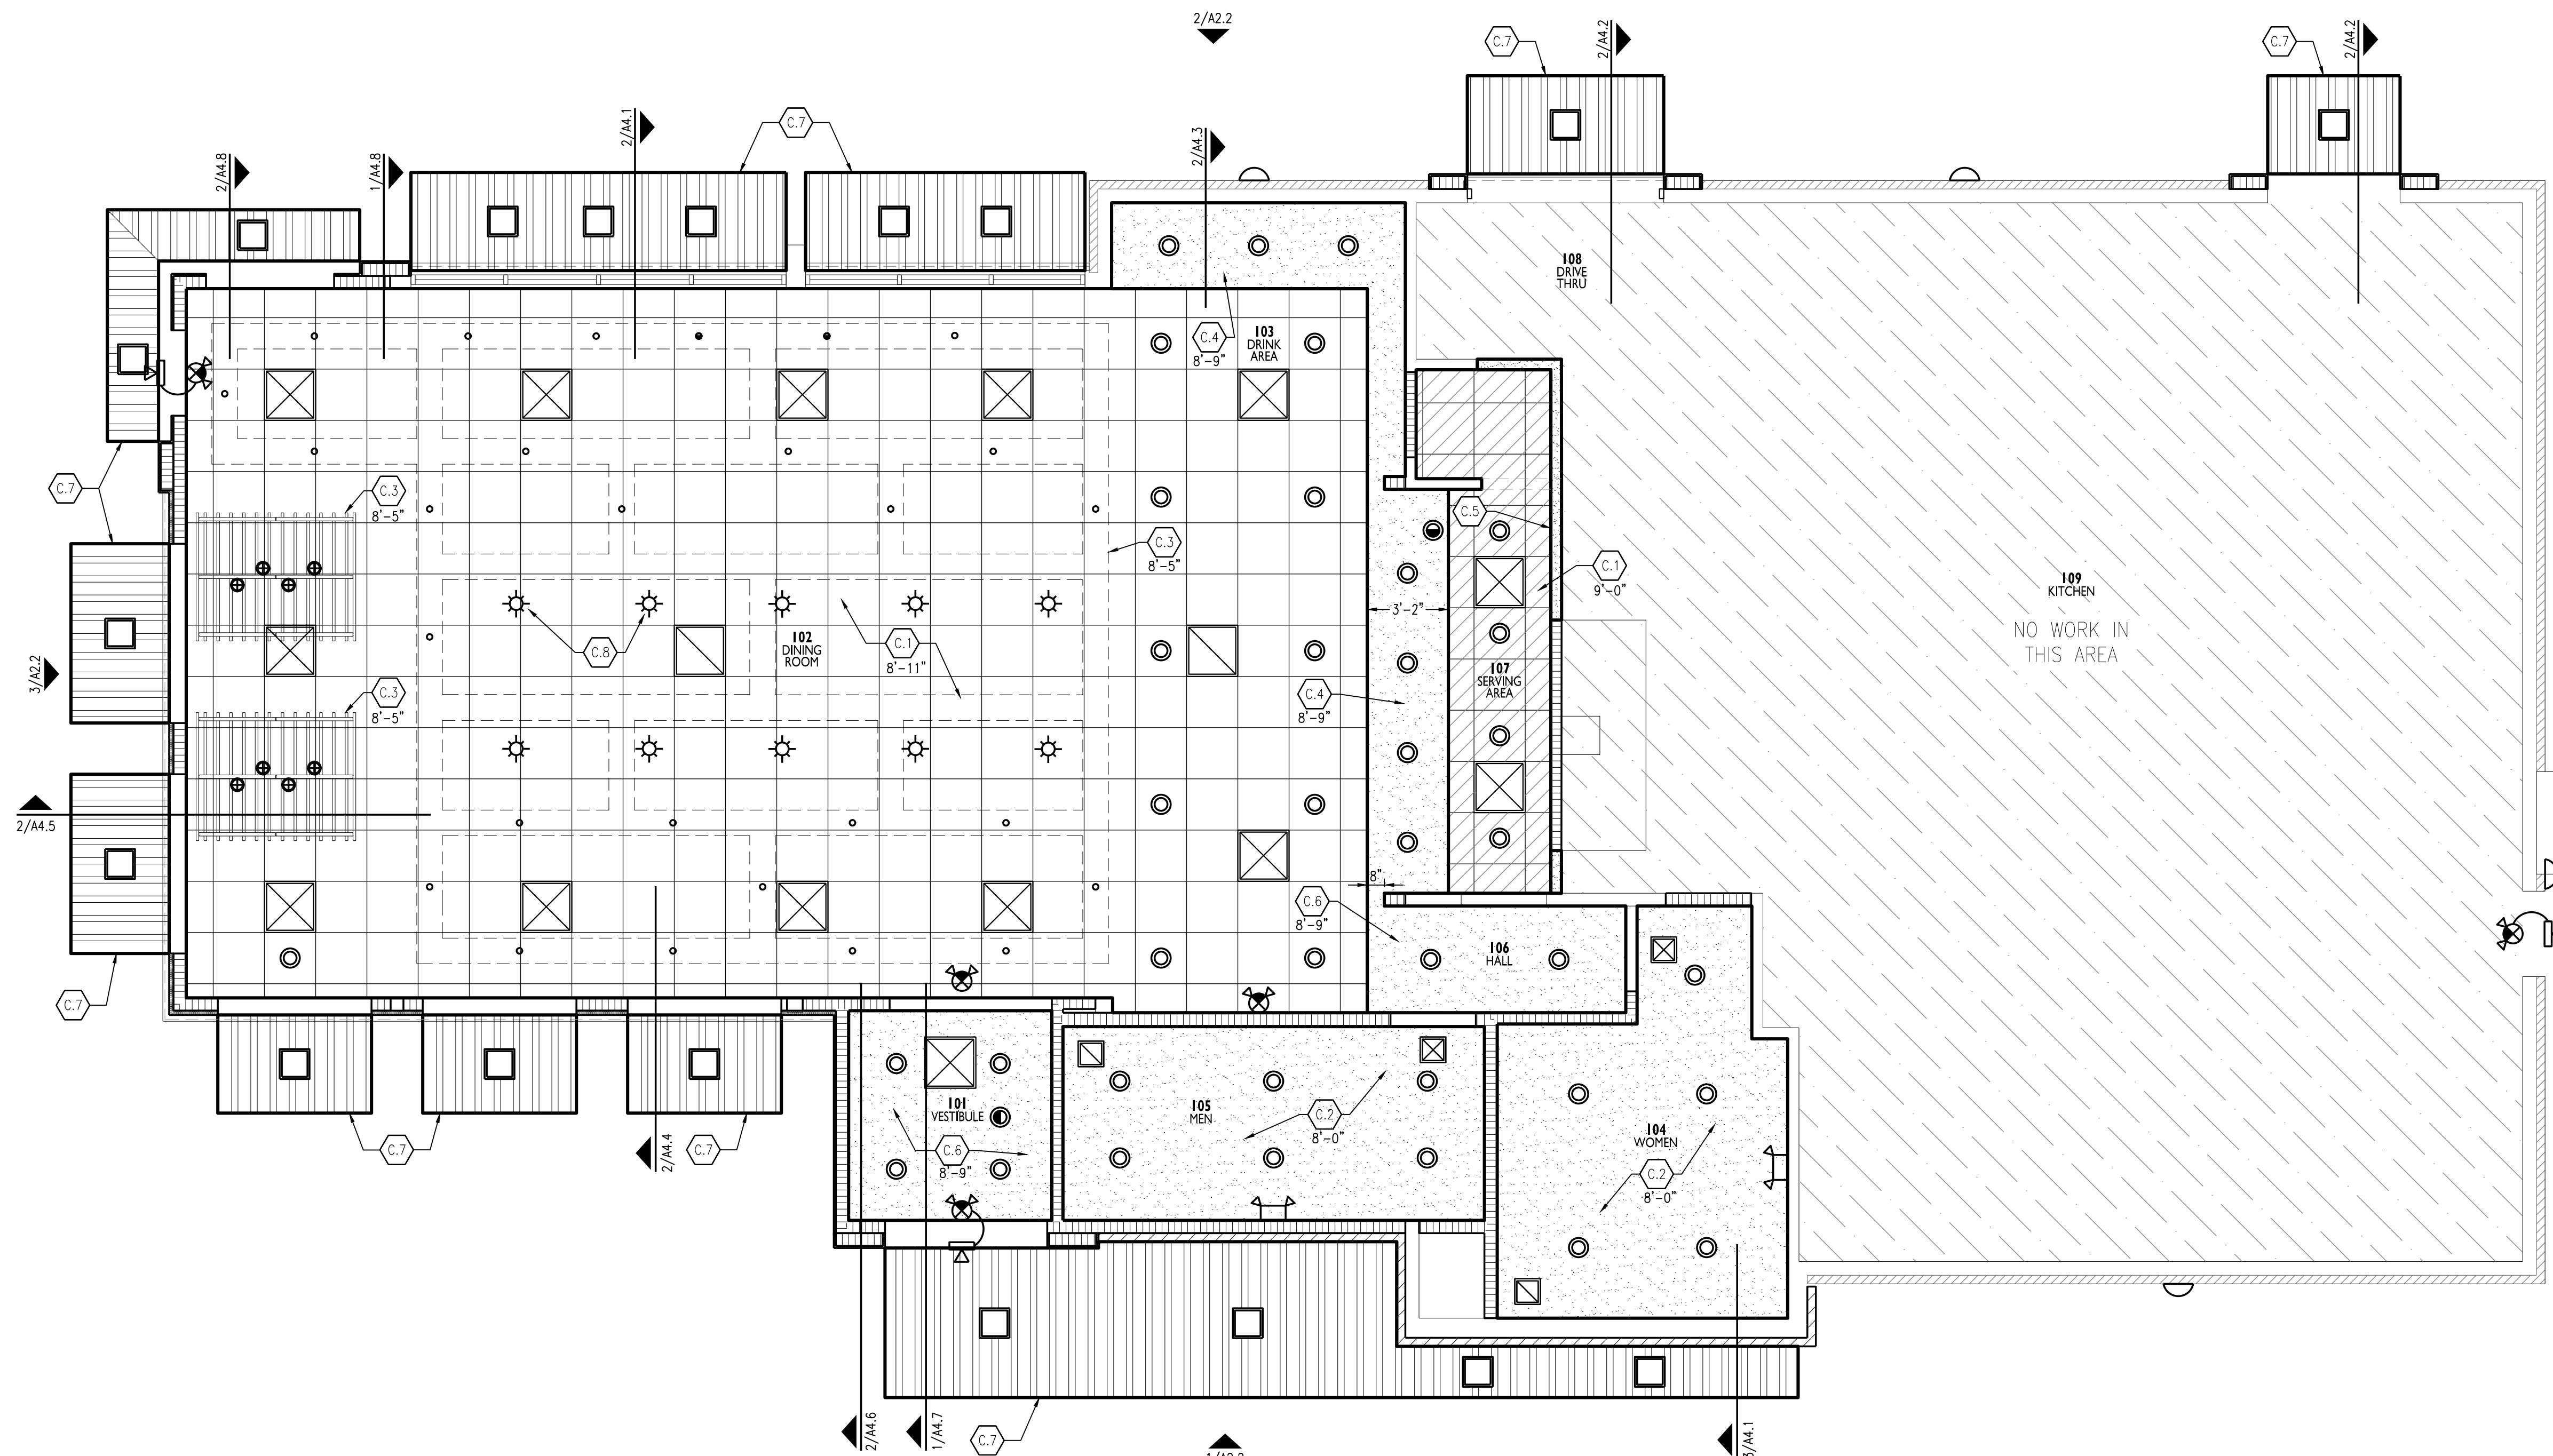 2/A2.2
C.7
2/A4.2
C.7
2/A4.2
2/A4.1
C.7
2/A4.3
2/A4.8
1/A4.8
108
DRIVE
THRU
C.4
8'-9"
103
DRINK
AREA
C.7
C.3
8'-5"
C.5
C.3
8'-5"
C.1
9'-0"
109
KITCHEN
NO WORK IN
THIS AREA
3'-2"
C.8
102
DINING
ROOM
C.1
8'-11"
3/A2.2
C.3
8'-5"
C.4
8'-9"
107
SERVING
AREA
2/A4.5
8"
C.6
8'-9"
106
HALL
C.7
101
VESTIBULE
105
MEN
C.2
8'-0"
104
WOMEN
C.7
2/A4.4
C.7
C.6
8'-9"
C.2
8'-0"
2/A4.6
1/A4.7
C.7
3/A4.1